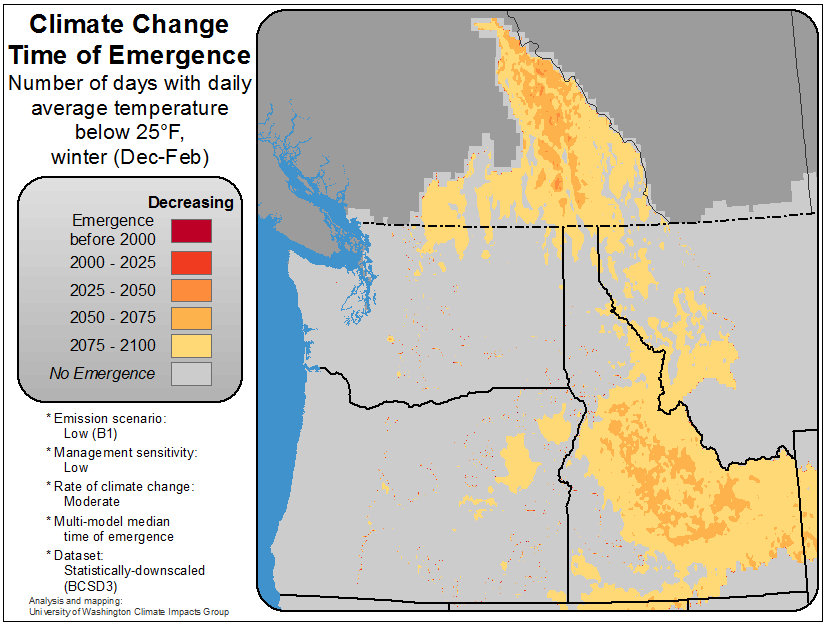 Climate Change
Time of Emergence
Number of days with daily
average temperature
below 25°F,
winter (Dec-Feb)
Decreasing
Emergence
before 2000
2000 - 2025
2025 - 2050
2050 - 2075
2075 - 2100
No Emergence
* Emission scenario:
Low (B1)
* Management sensitivity:
Low
* Rate of climate change:
Moderate
* Multi-model median
time of emergence
* Dataset:
Statistically-downscaled
(BCSD3)
Analysis and mapping:
University of Washington Climate Impacts Group